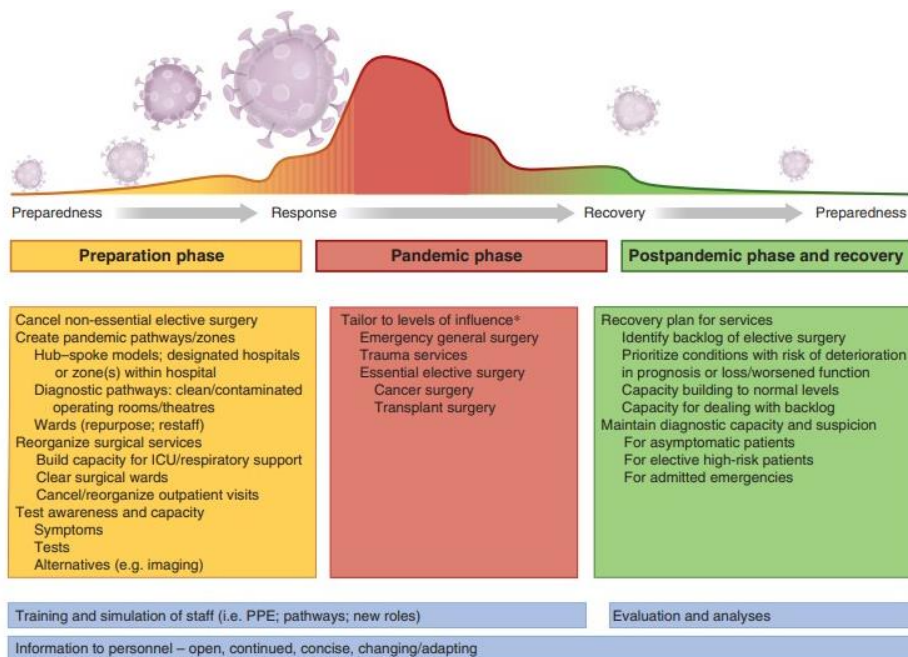 Preparedness
Response
Recovery
Preparedness
Preparation phase
Pandemic phase
Postpandemic phase and recovery
Cancel non-essential elective surgery
Create pandemic pathways/zones
Hub–spoke models; designated hospitals
or zone(s) within hospital
Diagnostic pathways: clean/contaminated
operating rooms/theatres
Wards (repurpose; restaff)
Reorganize surgical services
Build capacity for ICU/respiratory support
Clear surgical wards
Cancel/reorganize outpatient visits
Test awareness and capacity
Symptoms
Tests
Alternatives (e.g. imaging)
Tailor to levels of influence*
Emergency general surgery
Trauma services
Essential elective surgery
Cancer surgery
Transplant surgery
Recovery plan for services
Identify backlog of elective surgery
Prioritize conditions with risk of deterioration
in prognosis or loss/worsened function
Capacity building to normal levels
Capacity for dealing with backlog
Maintain diagnostic capacity and suspicion
For asymptomatic patients
For elective high-risk patients
For admitted emergencies
Training and simulation of staff (i.e. PPE; pathways; new roles)
Evaluation and analyses
Information to personnel – open, continued, concise, changing/adapting